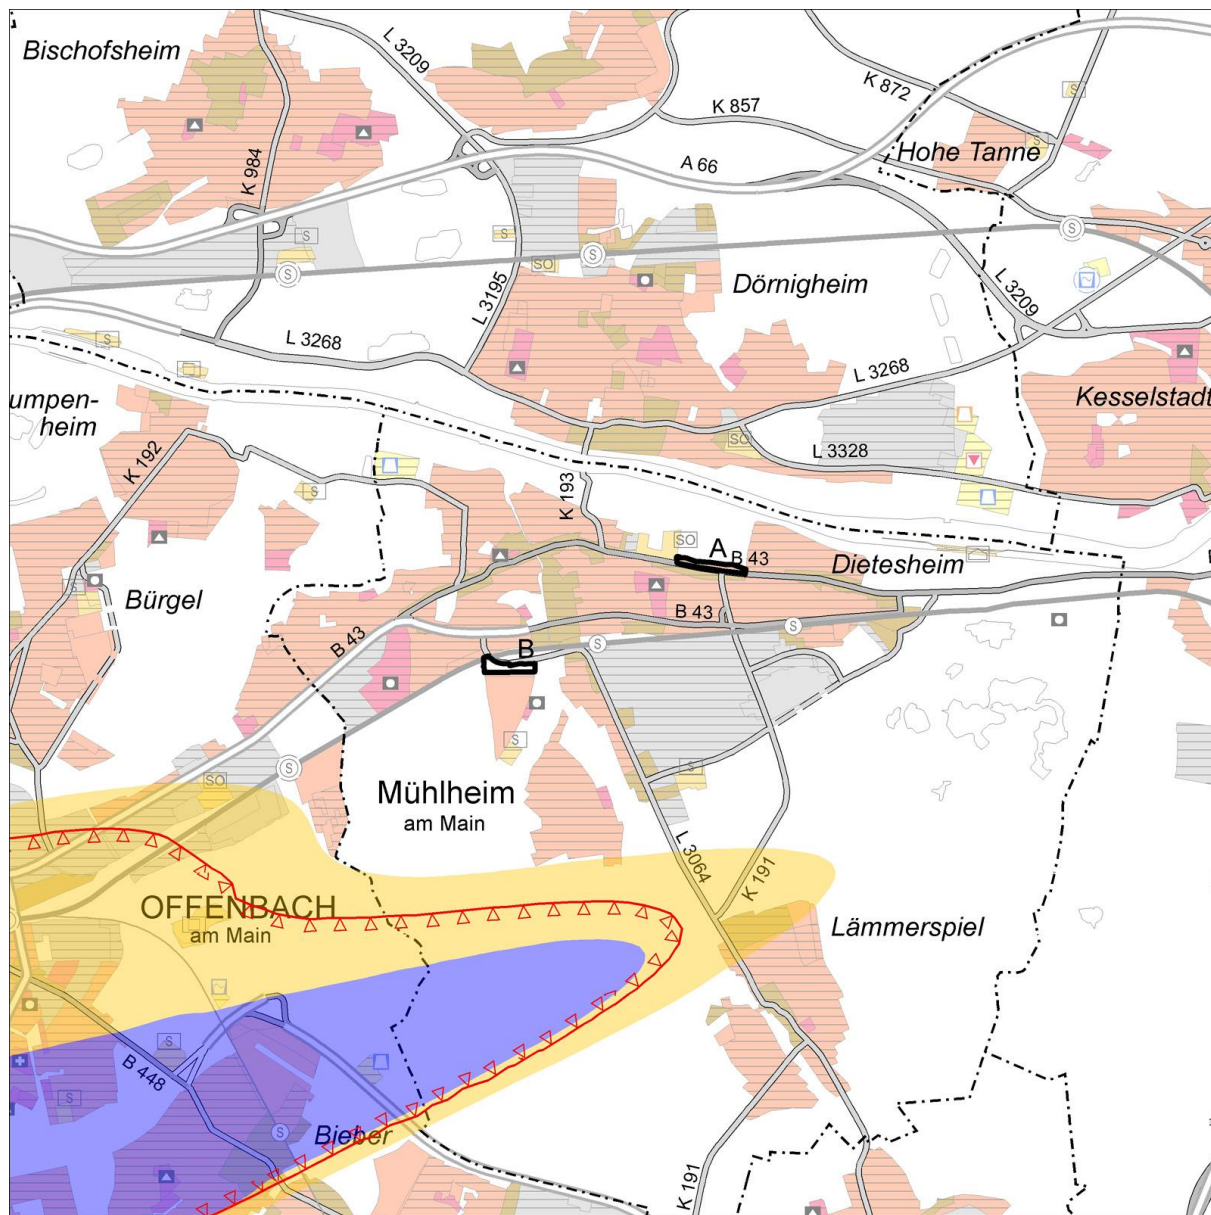 Bischofsheim
L 3209
K 857
K 872
S
Hohe Tanne
S
A 66
K 984
S
S
S
S
SO
S
S
Dörnigheim
L 3195
L 3209
L 3268
S
S
L 3268
Kesselstadt
umpen-
heim
K 192
SO
L 3328
S
K 193
SO
A
B 43
Dietesheim
S
Bürgel
B 43
B 43
S
S
B
S
S
SO
S
Mühlheim
am Main
L 3064
K 191
OFFENBACH
am Main
Lämmerspiel
S
B 448
S
S
Bieber
K 191